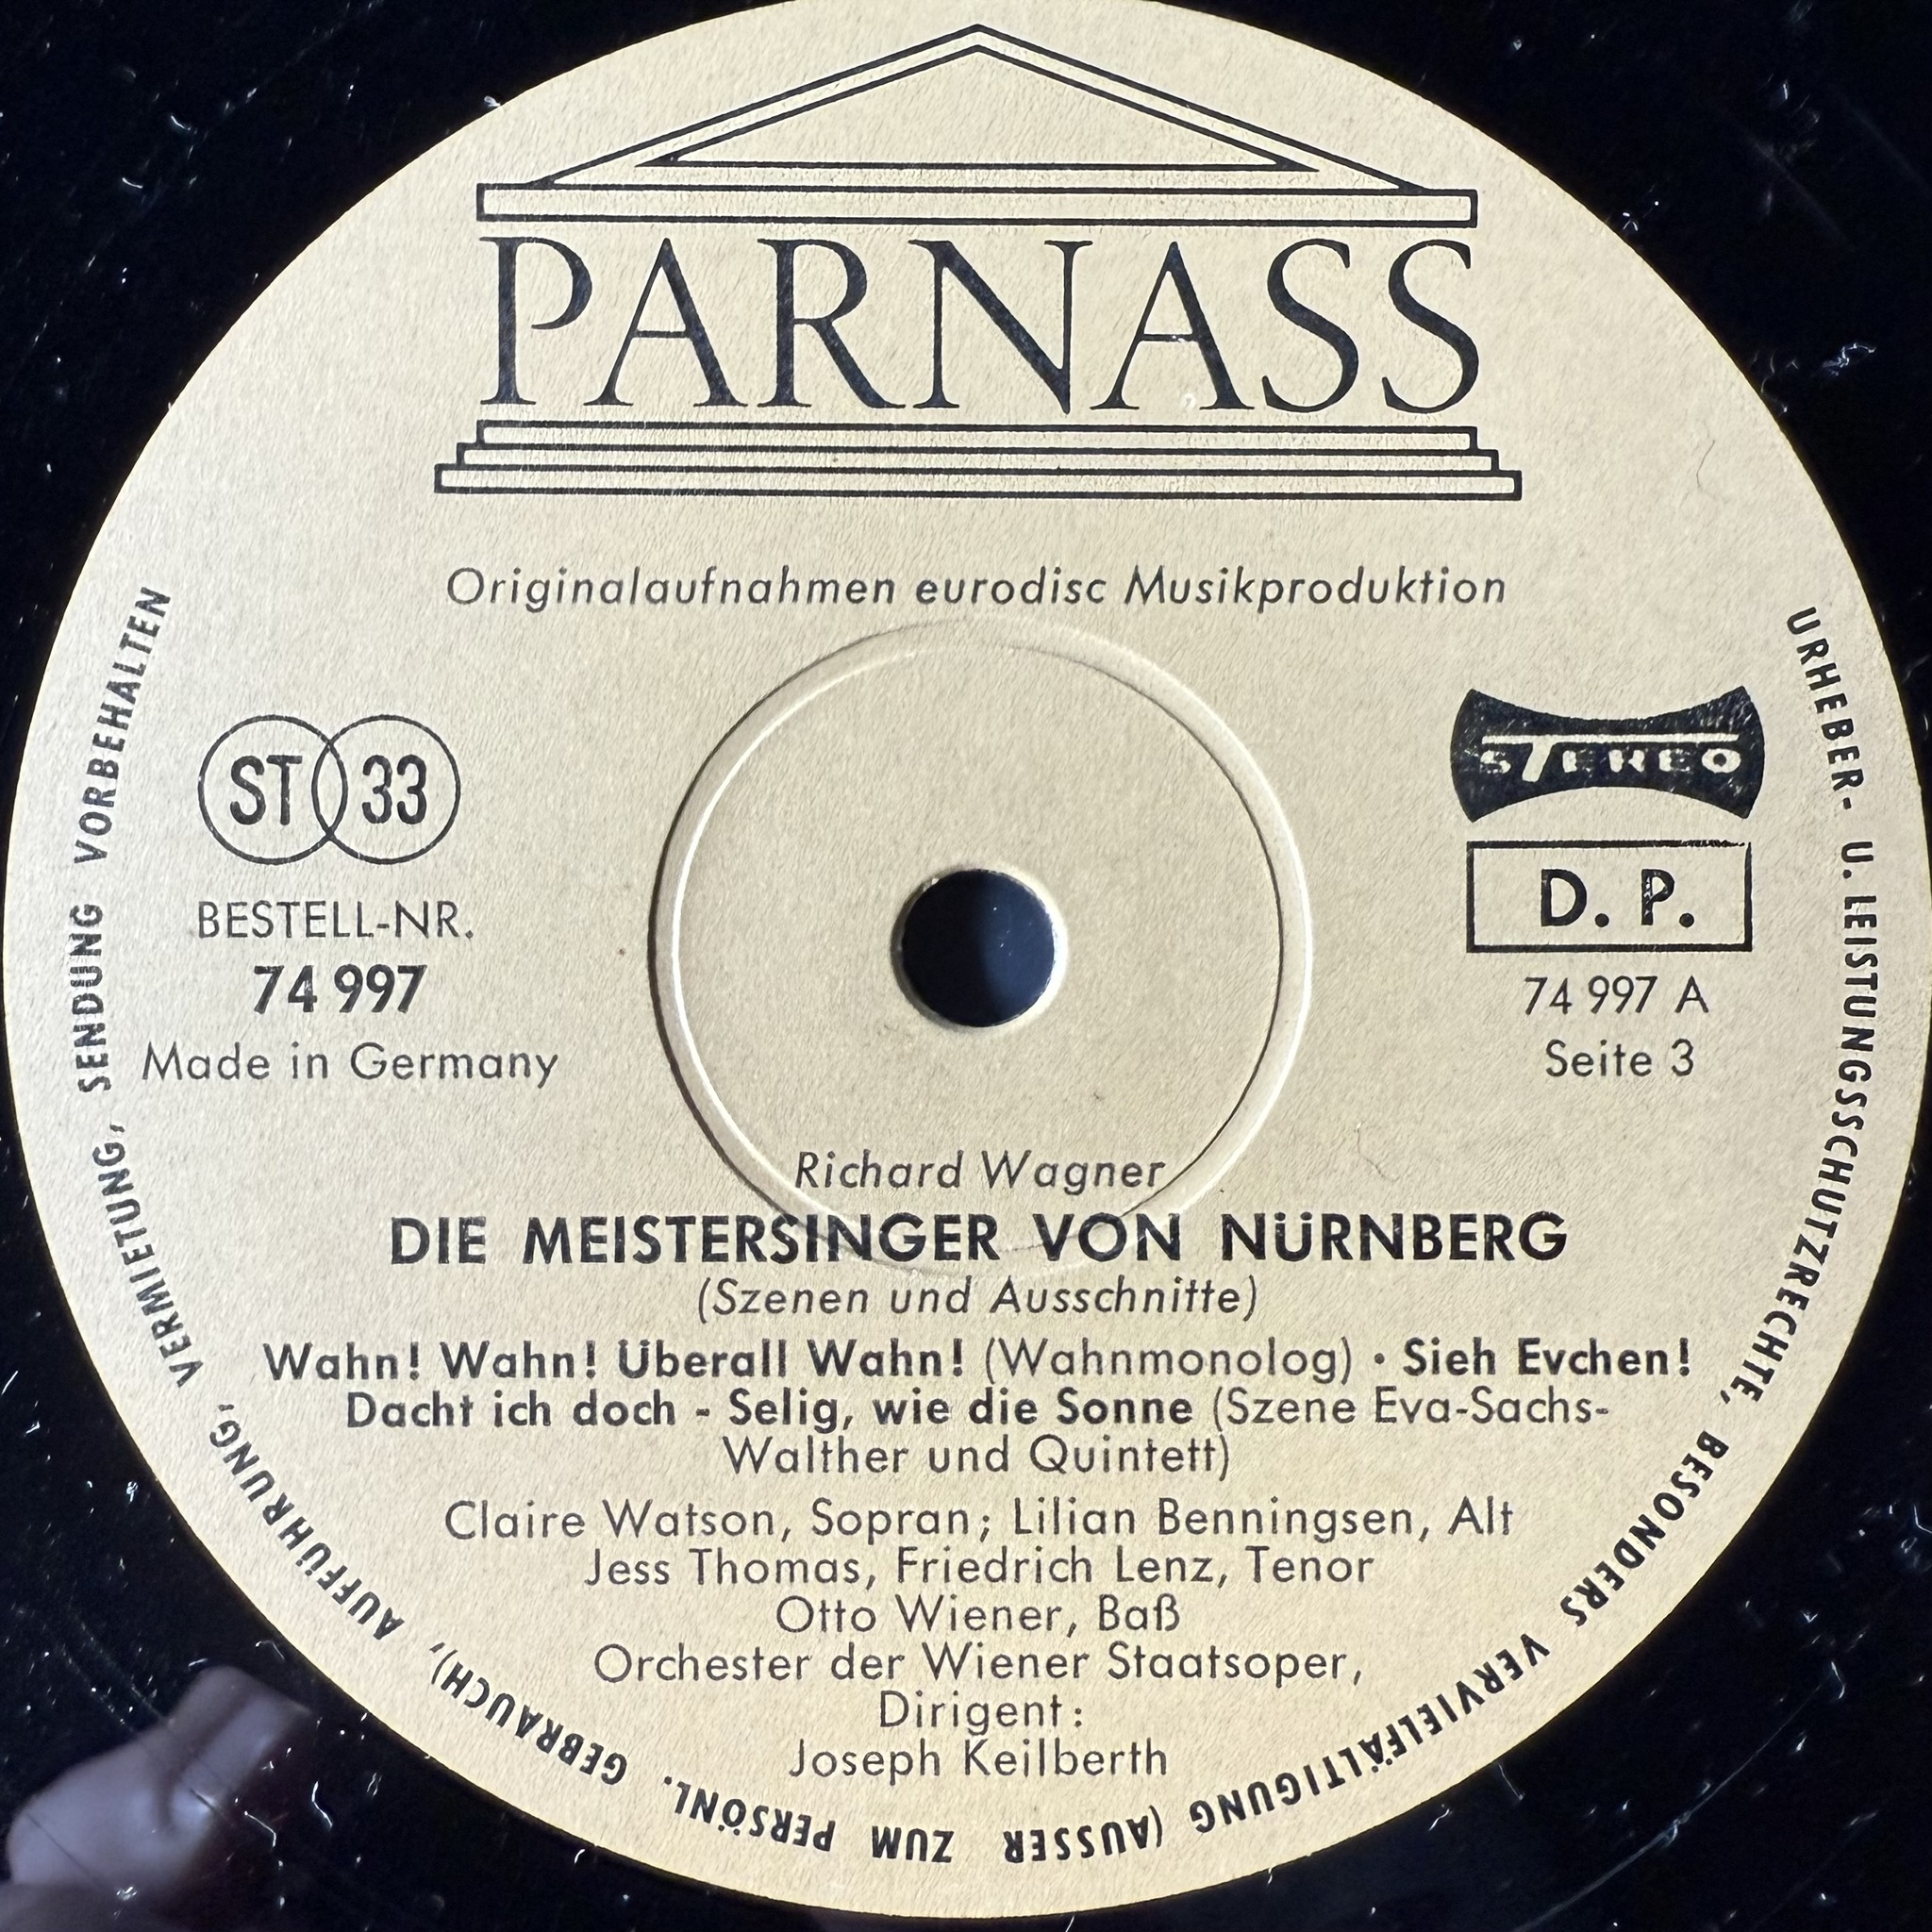 PARNASS
Originalaufnahmen eurodisc Musikproduktion
ST 33
BESTELL-NR.
74 997
Made in Germany
STEREO
D. P.
74 997 A
Seite 3
Richard Wagner
DIE MEISTERSINGER VON NÜRNBERG
(Szenen und Ausschnitte)
Wahn! Wahn! Überall Wahn! (Wahnmonolog) · Sieh Evchen!
Dacht ich doch - Selig, wie die Sonne (Szene Eva-Sachs-
Walther und Quintett)
Claire Watson, Sopran; Lilian Benningsen, Alt
Jess Thomas, Friedrich Lenz, Tenor
Otto Wiener, Baß
Orchester der Wiener Staatsoper,
Dirigent:
Joseph Keilberth
URHEBER- U. LEISTUNGSSCHUTZRECHTE, BESONDERS VERVIELFÄLTIGUNG (AUSSER ZUM PERSÖNL. GEBRAUCH), AUFFÜHRUNG, VERMIETUNG, SENDUNG VORBEHALTEN